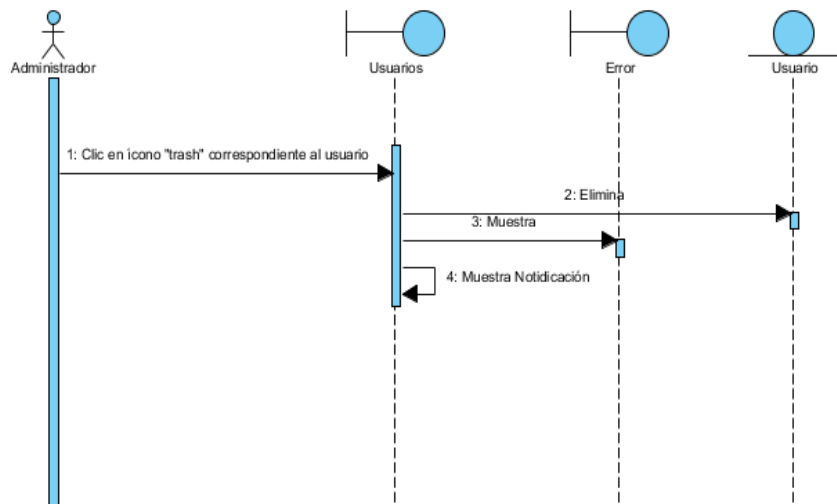 Administrador
Usuarios
Error
Usuario
1: Clic en ícono "trash" correspondiente al usuario
2: Elimina
3: Muestra
4: Muestra Notidicación